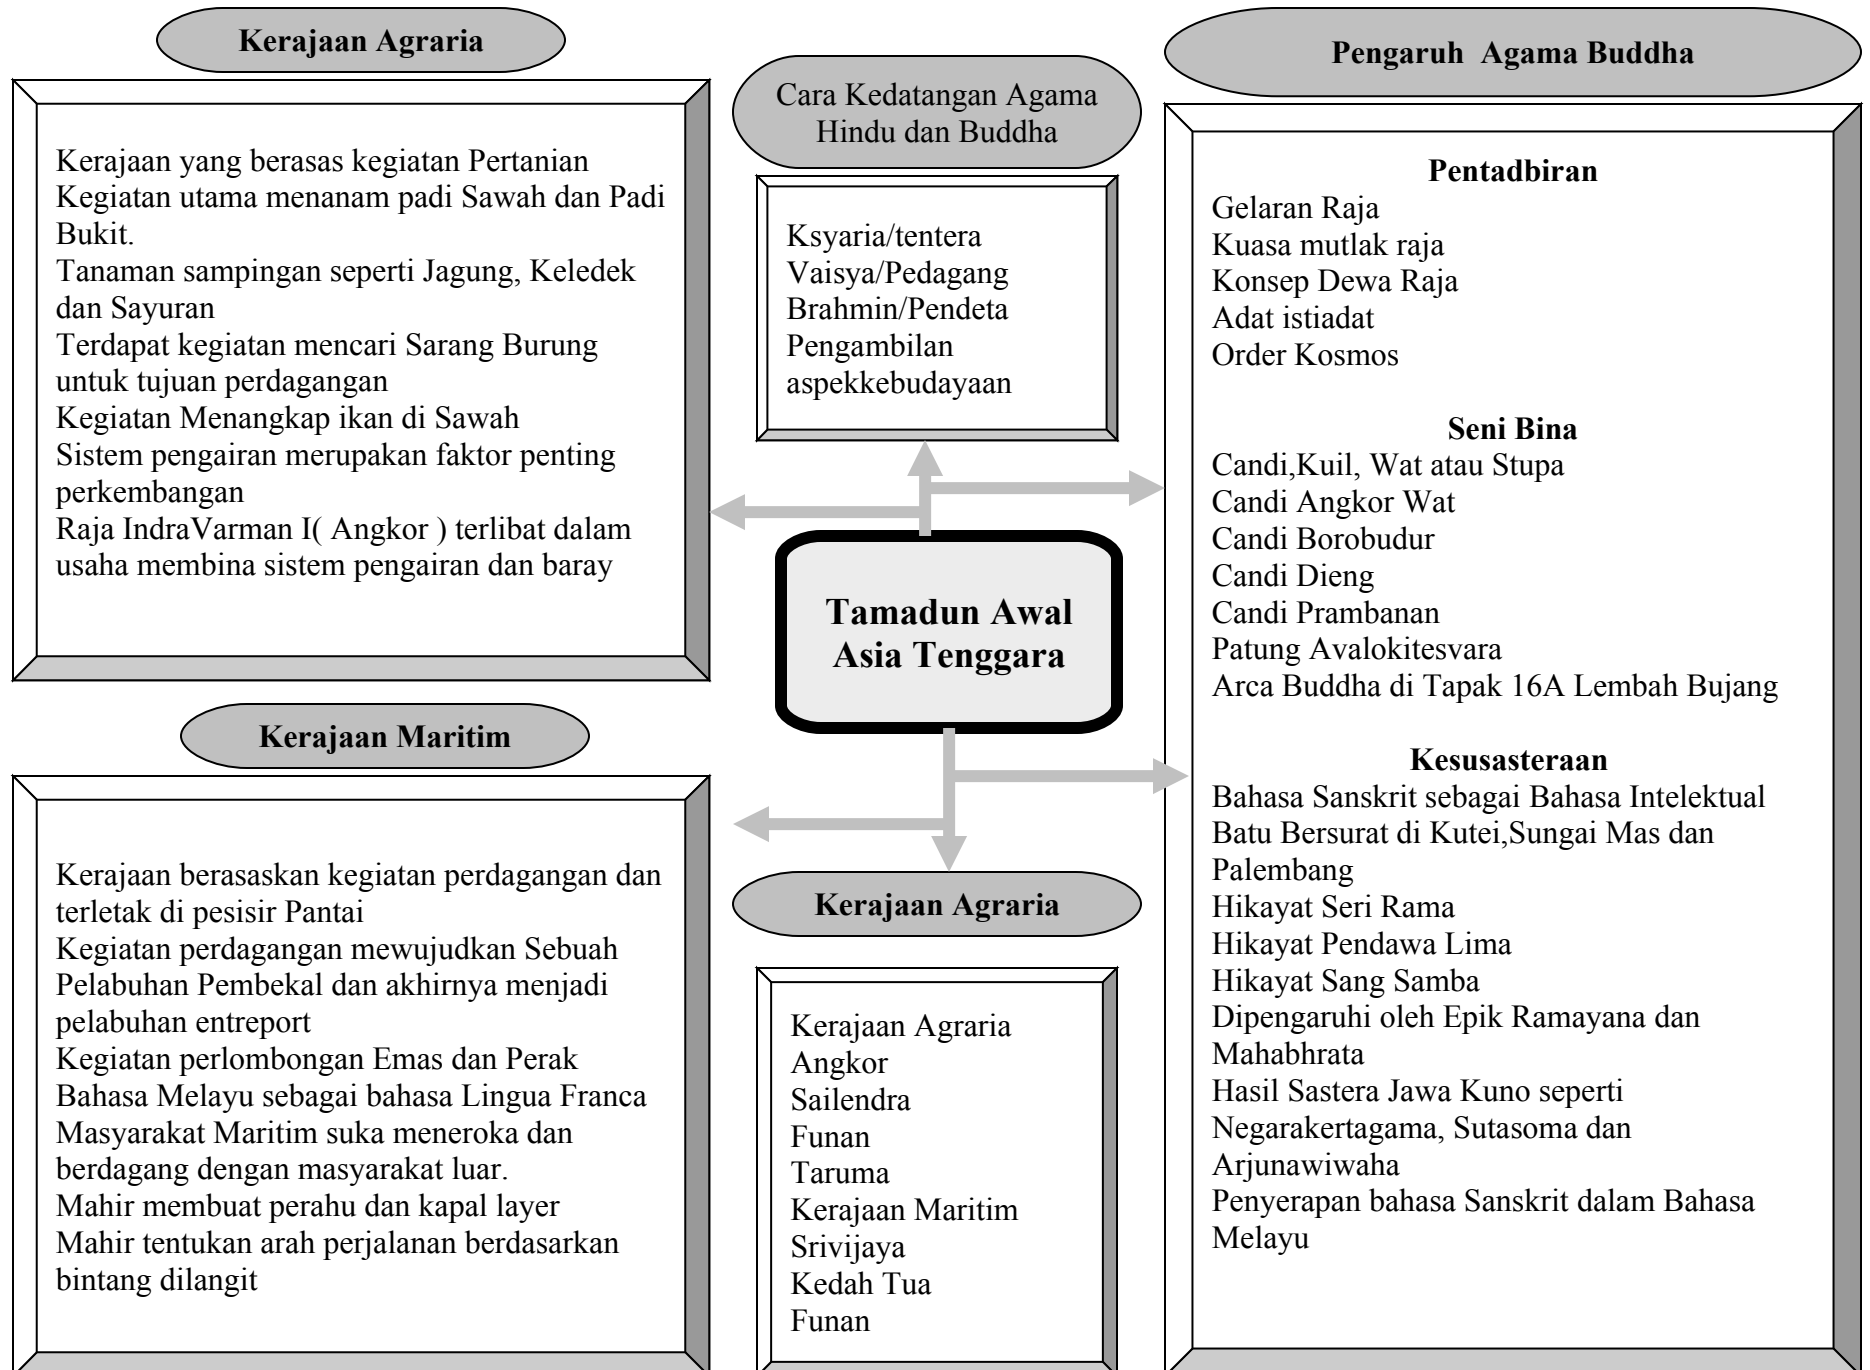 Kerajaan Agraria
Kerajaan yang berasas kegiatan Pertanian
Kegiatan utama menanam padi Sawah dan Padi
Bukit.
Tanaman sampingan seperti Jagung, Keledek
dan Sayuran
Terdapat kegiatan mencari Sarang Burung
untuk tujuan perdagangan
Kegiatan Menangkap ikan di Sawah
Sistem pengairan merupakan faktor penting
perkembangan
Raja IndraVarman I( Angkor ) terlibat dalam
usaha membina sistem pengairan dan baray
Kerajaan Maritim
Kerajaan berasaskan kegiatan perdagangan dan
terletak di pesisir Pantai
Kegiatan perdagangan mewujudkan Sebuah
Pelabuhan Pembekal dan akhirnya menjadi
pelabuhan entreport
Kegiatan perlombongan Emas dan Perak
Bahasa Melayu sebagai bahasa Lingua Franca
Masyarakat Maritim suka meneroka dan
berdagang dengan masyarakat luar.
Mahir membuat perahu dan kapal layer
Mahir tentukan arah perjalanan berdasarkan
bintang dilangit
Cara Kedatangan Agama
Hindu dan Buddha
Ksyaria/tentera
Vaisya/Pedagang
Brahmin/Pendeta
Pengambilan
aspekkebudayaan
Tamadun Awal
Asia Tenggara
Kerajaan Agraria
Kerajaan Agraria
Angkor
Sailendra
Funan
Taruma
Kerajaan Maritim
Srivijaya
Kedah Tua
Funan
Pengaruh  Agama Buddha
Pentadbiran
Gelaran Raja
Kuasa mutlak raja
Konsep Dewa Raja
Adat istiadat
Order Kosmos
Seni Bina
Candi,Kuil, Wat atau Stupa
Candi Angkor Wat
Candi Borobudur
Candi Dieng
Candi Prambanan
Patung Avalokitesvara
Arca Buddha di Tapak 16A Lembah Bujang
Kesusasteraan
Bahasa Sanskrit sebagai Bahasa Intelektual
Batu Bersurat di Kutei,Sungai Mas dan
Palembang
Hikayat Seri Rama
Hikayat Pendawa Lima
Hikayat Sang Samba
Dipengaruhi oleh Epik Ramayana dan
Mahabhrata
Hasil Sastera Jawa Kuno seperti
Negarakertagama, Sutasoma dan
Arjunawiwaha
Penyerapan bahasa Sanskrit dalam Bahasa
Melayu